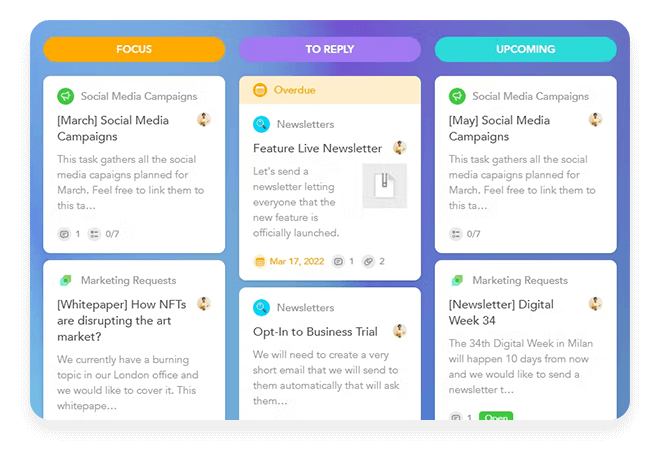 FOCUS
Social Media Campaigns
[March] Social Media
Campaigns
This task gathers all the social
media capaigns planned for
March. Feel free to link them to
this ta...
1
0/7
Marketing Requests
[Whitepaper] How NFTs
are disrupting the art
market?
We currently have a burning
topic in our London office and
we would like to cover it. This
whitepape...
TO REPLY
Overdue
Newsletters
Feature Live Newsletter
Let's send a
newsletter letting
everyone that the
new feature is
officially launched.
Mar 17, 2022
1
2
Newsletters
Opt-In to Business Trial
We will need to create a very
short email that we will send to
them automatically that will ask
them...
UPCOMING
Social Media Campaigns
[May] Social Media
Campaigns
This task gathers all the social
media capaigns planned for
March. Feel free to link them to
this ta...
0/7
Marketing Requests
[Newsletter] Digital
Week 34
The 34th Digital Week in Milan
will happen 10 days from now
and we would like to send a
newsletter t...
1
Open